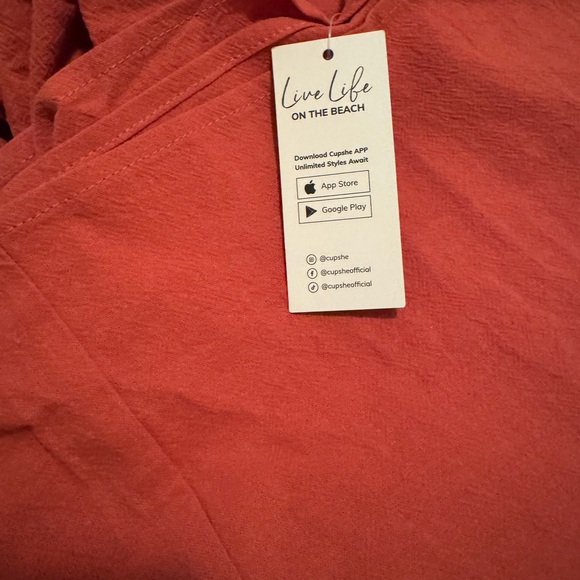 Live Life
ON THE BEACH
Download Cupshe APP
Unlimited Styles Await
App Store
Google Play
@cupshe
@cupsheofficial
@cupsheofficial